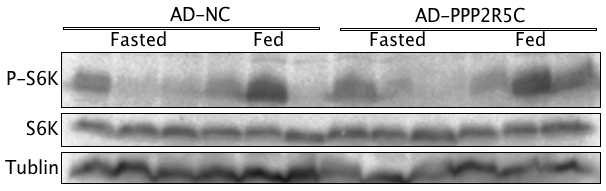 AD-NC AD-PPP2R5C
Fasted Fed Fasted Fed
P-S6K
S6K
Tublin